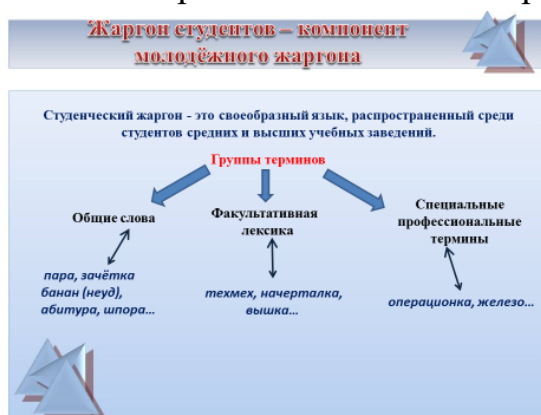 Жаргон студентов – компонент
молодёжного жаргона
Студенческий жаргон - это своеобразный язык, распространенный среди
студентов средних и высших учебных заведений.
Группы терминов
Общие слова
Факультативная
лексика
Специальные
профессиональные
термины
пара, зачётка
банан (неуд),
абитура, шпора...
техмех, начерталка,
вышка...
операционка, железо...